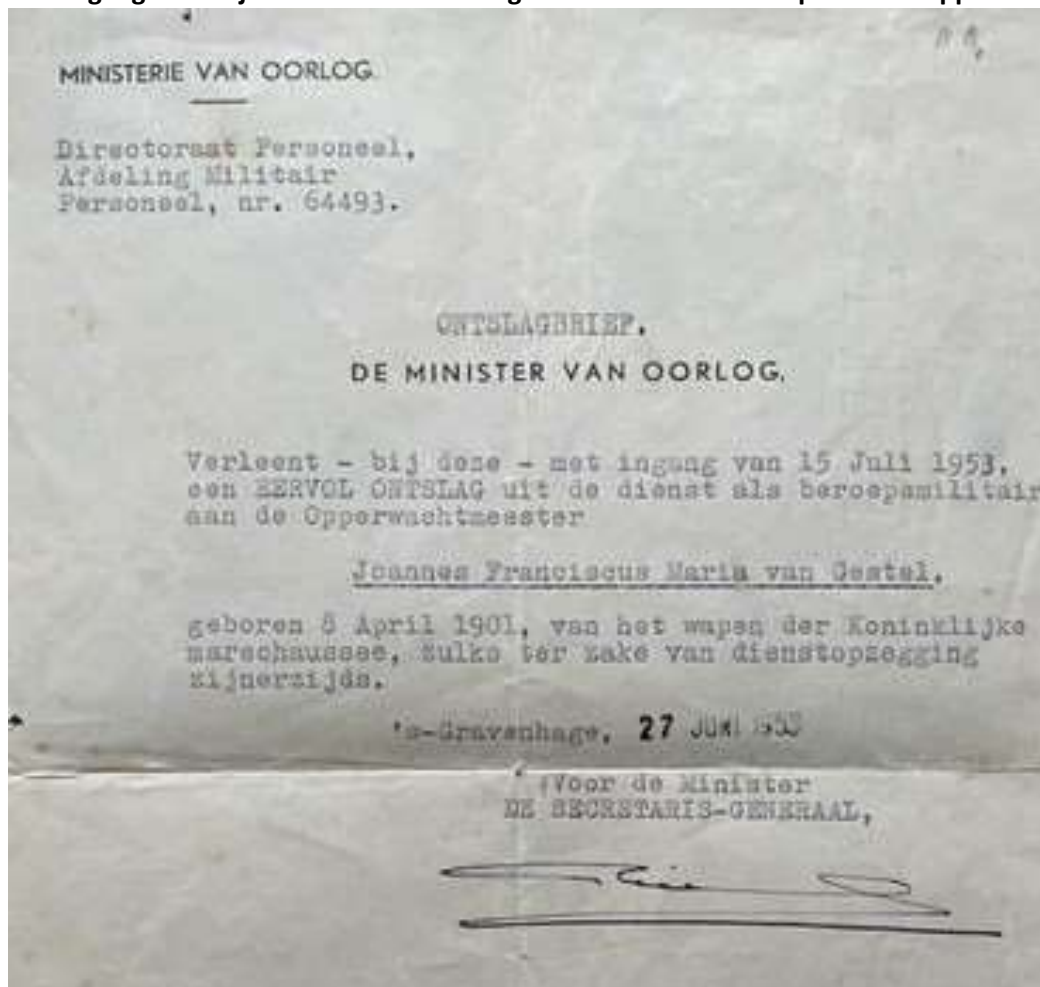 MINISTERIE VAN OORLOG.
Directoraat Personeel,
Afdeling Militair
Personeel, nr. 64493.
ONTSLAGBRIEF.
DE MINISTER VAN OORLOG.
Verleent - bij deze - met ingang van 15 Juli 1953,
een EERVOL ONTSLAG uit de dienst als beroepsmilitair
aan de Opperwachtmeester
Joannes Franciscus Maria van Gestel,
geboren 8 April 1901, van het wapen der Koninklijke
marechaussee, zulks ter zake van dienstopzegging
zijnerzijds.
's-Gravenhage, 27 JUNI 1953
Voor de Minister
DE SECRETARIS-GENERAAL,